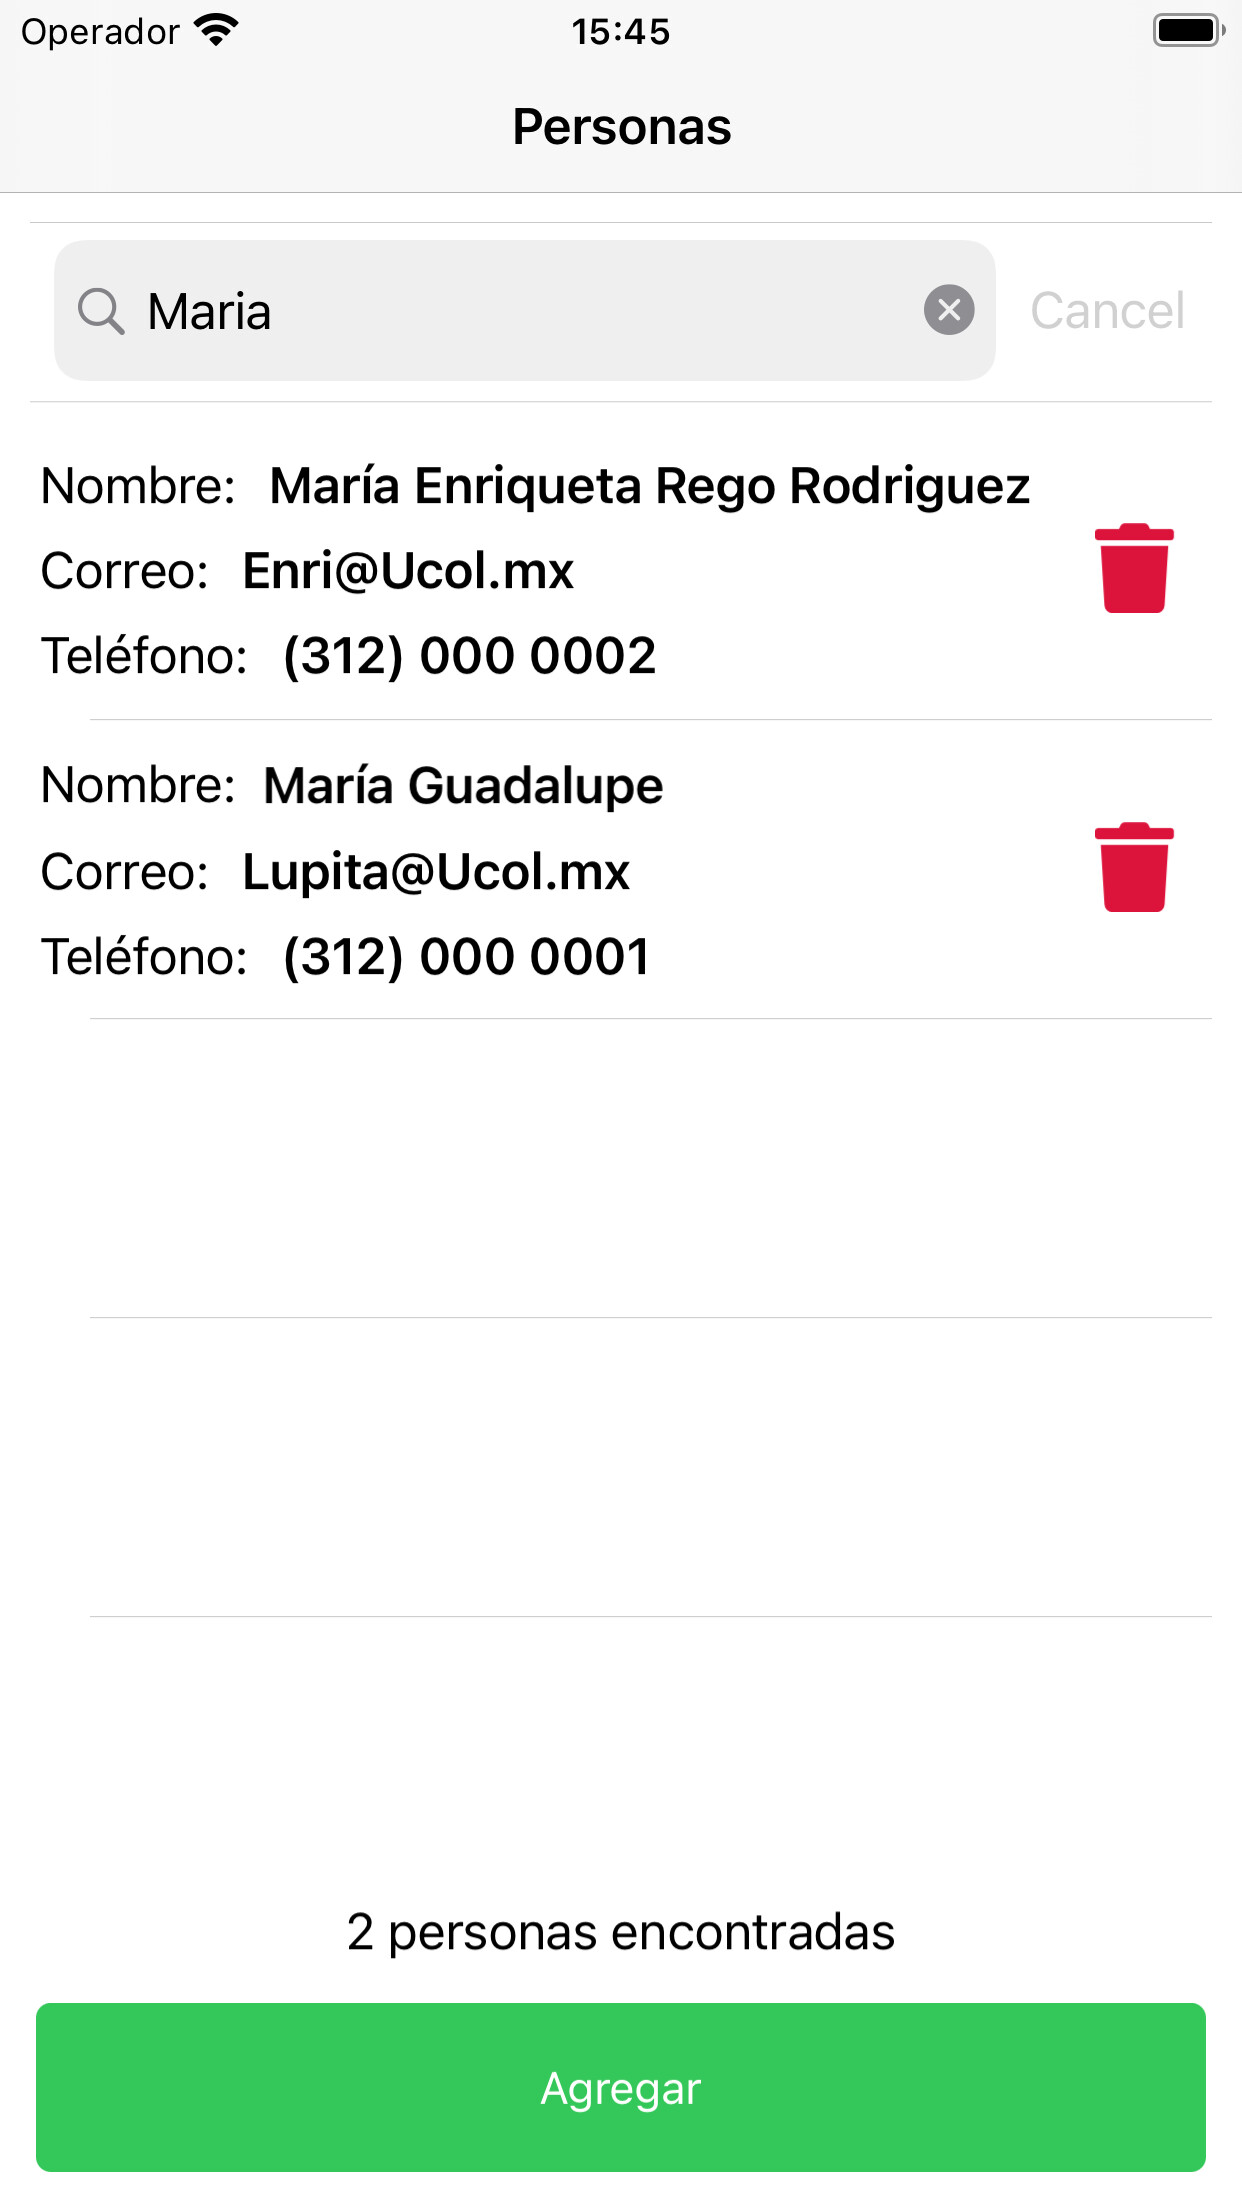 Operador 15:45
Personas
Maria Cancel
Nombre: María Enriqueta Rego Rodriguez
Correo: Enri@Ucol.mx
Teléfono: (312) 000 0002
Nombre: María Guadalupe
Correo: Lupita@Ucol.mx
Teléfono: (312) 000 0001
2 personas encontradas
Agregar